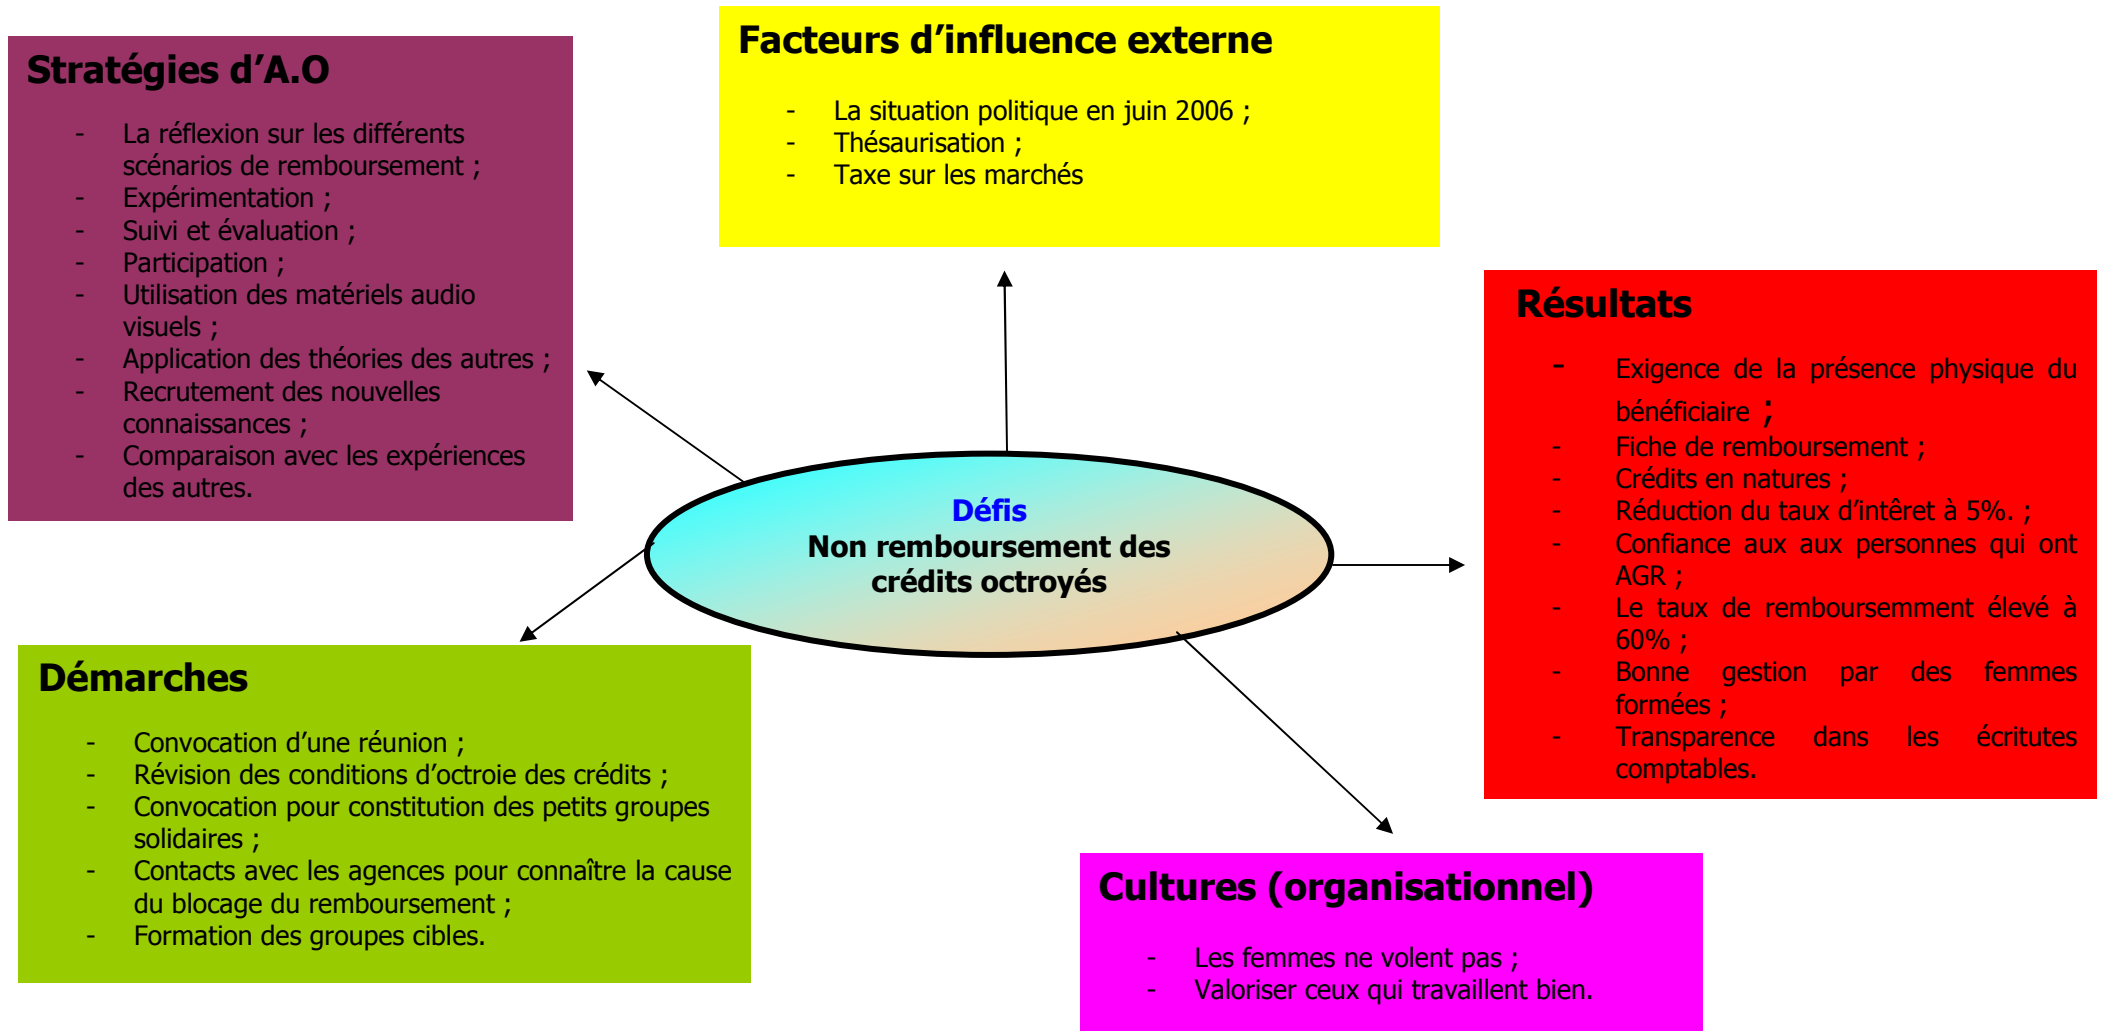 Stratégies d’A.O
- La réflexion sur les différents
scénarios de remboursement ;
- Expérimentation ;
- Suivi et évaluation ;
- Participation ;
- Utilisation des matériels audio
visuels ;
- Application des théories des autres ;
- Recrutement des nouvelles
connaissances ;
- Comparaison avec les expériences
des autres.
Facteurs d’influence externe
- La situation politique en juin 2006 ;
- Thésaurisation ;
- Taxe sur les marchés
Résultats
- Exigence de la présence physique du
bénéficiaire ;
- Fiche de remboursement ;
- Crédits en natures ;
- Réduction du taux d’intêret à 5%. ;
- Confiance aux aux personnes qui ont
AGR ;
- Le taux de remboursemment élevé à
60% ;
- Bonne gestion par des femmes
formées ;
- Transparence dans les écritutes
comptables.
Défis
Non remboursement des
crédits octroyés
Démarches
- Convocation d’une réunion ;
- Révision des conditions d’octroie des crédits ;
- Convocation pour constitution des petits groupes
solidaires ;
- Contacts avec les agences pour connaître la cause
du blocage du remboursement ;
- Formation des groupes cibles.
Cultures (organisationnel)
- Les femmes ne volent pas ;
- Valoriser ceux qui travaillent bien.